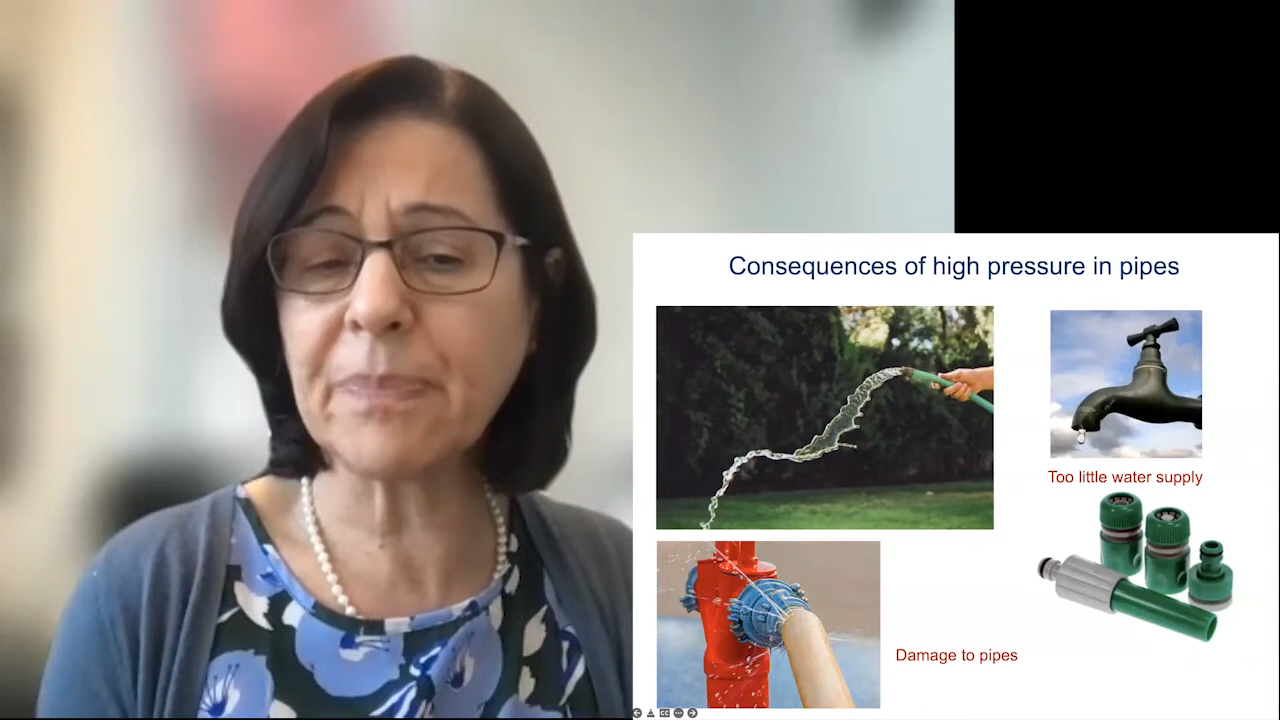 Consequences of high pressure in pipes
Too little water supply
Damage to pipes